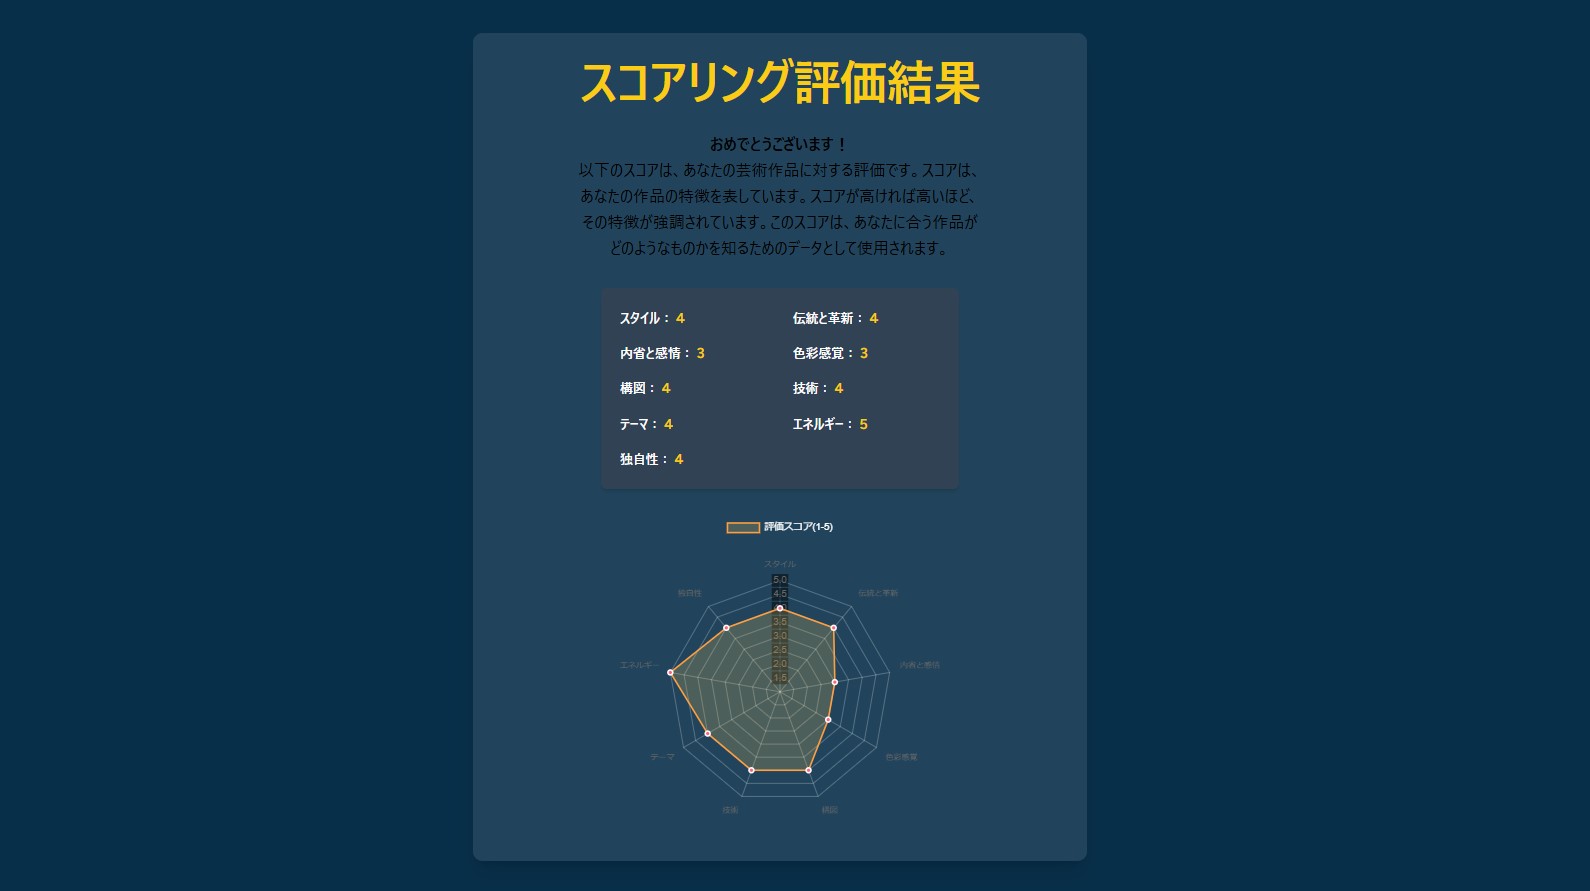 スコアリング評価結果
おめでとうございます！
以下のスコアは、あなたの芸術作品に対する評価です。スコアは、
あなたの作品の特徴を表しています。スコアが高ければ高いほど、
その特徴が強調されています。このスコアは、あなたに合う作品が
どのようなものかを知るためのデータとして使用されます。
スタイル： 4
伝統と革新： 4
内省と感情： 3
色彩感覚： 3
構図： 4
技術： 4
テーマ： 4
エネルギー： 5
独自性： 4
評価スコア(1-5)
スタイル
5.0
独自性
4.5
伝統と革新
3.5
3.0
2.5
エネルギー
2.0
内省と感情
1.5
テーマ
色彩感覚
技術
構図